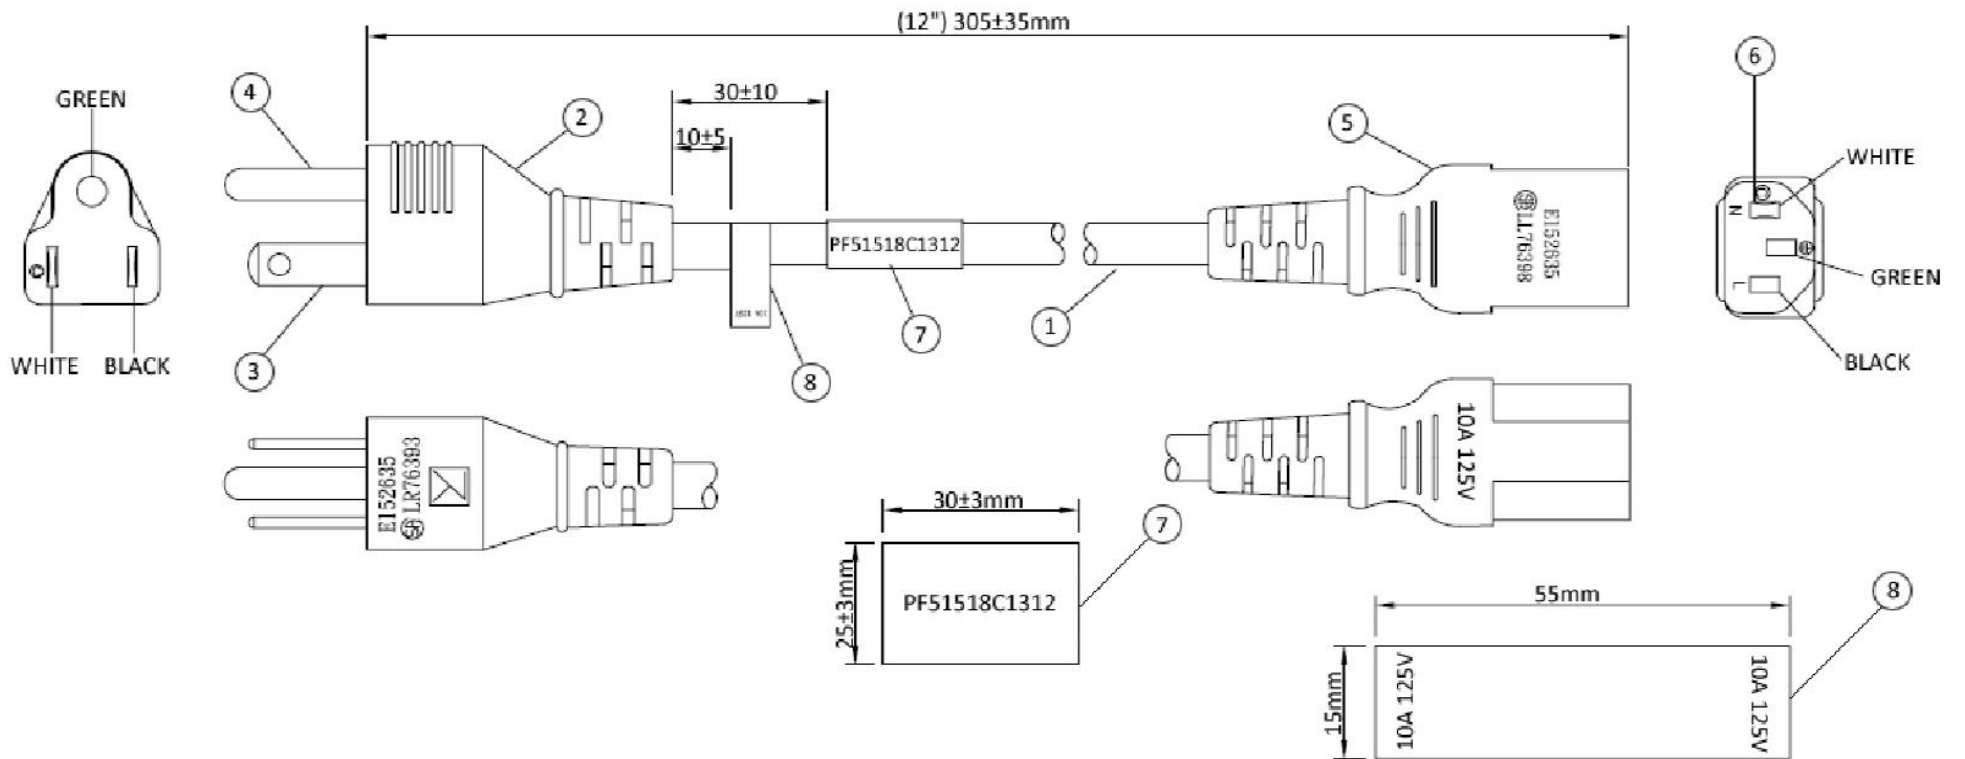 (12") 305±35mm
6
4
GREEN
30±10
2
5
10±5
WHITE
N
E152635
LL76398
PF51518C1312
GREEN
L
7
1
WHITE
BLACK
3
8
BLACK
E152635
LR76393
10A 125V
30±3mm
7
25±3mm
PF51518C1312
55mm
8
15mm
10A 125V
10A 125V